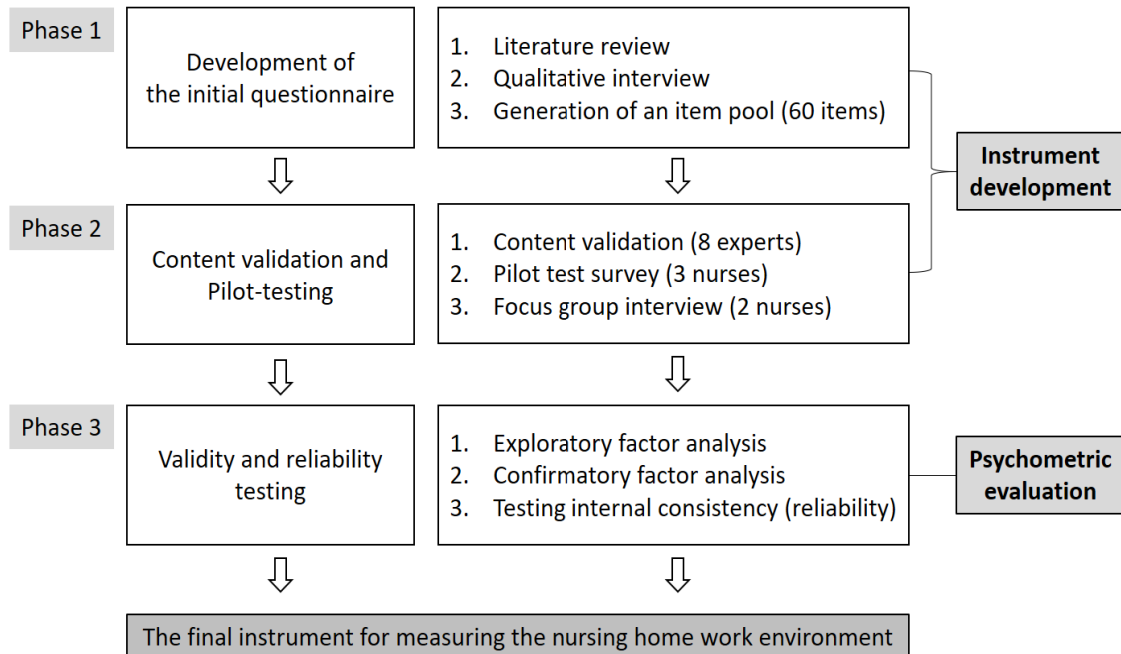 Phase 1
Development of
the initial questionnaire
1. Literature review
2. Qualitative interview
3. Generation of an item pool (60 items)
Instrument
development
Phase 2
Content validation and
Pilot-testing
1. Content validation (8 experts)
2. Pilot test survey (3 nurses)
3. Focus group interview (2 nurses)
Phase 3
Validity and reliability
testing
1. Exploratory factor analysis
2. Confirmatory factor analysis
3. Testing internal consistency (reliability)
Psychometric
evaluation
The final instrument for measuring the nursing home work environment